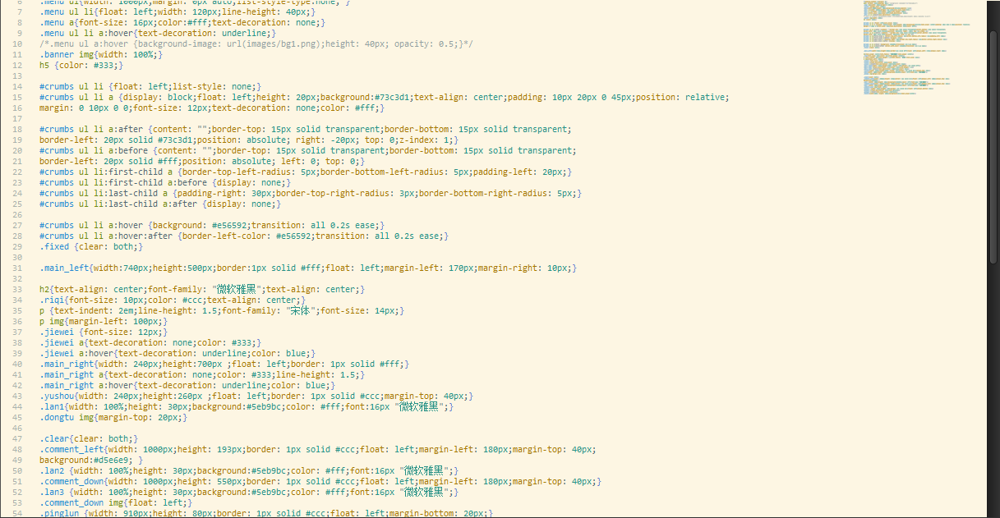 6 .menu ul{width: 1000px;margin: 0px auto;list-style-type:none; }
7 .menu ul li{float: left;width: 120px;line-height: 40px;}
8 .menu a{font-size: 16px;color:#fff;text-decoration: none;}
9 .menu ul li a:hover{text-decoration: underline;}
10 /*.menu ul a:hover {background-image: url(images/bg1.png);height: 40px; opacity: 0.5;}*/
11 .banner img{width: 100%;}
12 h5 {color: #333;}
13
14 #crumbs ul li {float: left;list-style: none;}
15 #crumbs ul li a {display: block;float: left;height: 20px;background:#73c3d1;text-align: center;padding: 10px 20px 0 45px;position: relative;
16 margin: 0 10px 0 0;font-size: 12px;text-decoration: none;color: #fff;}
17
18 #crumbs ul li a:after {content: "";border-top: 15px solid transparent;border-bottom: 15px solid transparent;
19 border-left: 20px solid #73c3d1;position: absolute; right: -20px; top: 0;z-index: 1;}
20 #crumbs ul li a:before {content: "";border-top: 15px solid transparent;border-bottom: 15px solid transparent;
21 border-left: 20px solid #fff;position: absolute; left: 0; top: 0;}
22 #crumbs ul li:first-child a {border-top-left-radius: 5px;border-bottom-left-radius: 5px;padding-left: 20px;}
23 #crumbs ul li:first-child a:before {display: none;}
24 #crumbs ul li:last-child a {padding-right: 30px;border-top-right-radius: 3px;border-bottom-right-radius: 5px;}
25 #crumbs ul li:last-child a:after {display: none;}
26
27 #crumbs ul li a:hover {background: #e56592;transition: all 0.2s ease;}
28 #crumbs ul li a:hover:after {border-left-color: #e56592;transition: all 0.2s ease;}
29 .fixed {clear: both;}
30
31 .main_left{width:740px;height:500px;border:1px solid #fff;float: left;margin-left: 170px;margin-right: 10px;}
32
33 h2{text-align: center;font-family: "微软雅黑";text-align: center;}
34 .riqi{font-size: 10px;color: #ccc;text-align: center;}
35 p {text-indent: 2em;line-height: 1.5;font-family: "宋体";font-size: 14px;}
36 p img{margin-left: 100px;}
37 .jiewei {font-size: 12px;}
38 .jiewei a{text-decoration: none;color: #333;}
39 .jiewei a:hover{text-decoration: underline;color: blue;}
40 .main_right{width: 240px;height:700px ;float: left;border: 1px solid #fff;}
41 .main_right a{text-decoration: none;color: #333;line-height: 1.5;}
42 .main_right a:hover{text-decoration: underline;color: blue;}
43 .yushou{width: 240px;height:260px ;float: left;border: 1px solid #ccc;margin-top: 40px;}
44 .lan1{width: 100%;height: 30px;background:#5eb9bc;color: #fff;font:16px "微软雅黑";}
45 .dongtu img{margin-top: 20px;}
46
47 .clear{clear: both;}
48 .comment_left{width: 1000px;height: 193px;border: 1px solid #ccc;float: left;margin-left: 180px;margin-top: 40px;
49 background:#d5e6e9; }
50 .lan2 {width: 100%;height: 30px;background:#5eb9bc;color: #fff;font:16px "微软雅黑";}
51 .comment_down{width: 1000px;height: 550px;border: 1px solid #ccc;float: left;margin-left: 180px;margin-top: 40px;}
52 .lan3 {width: 100%;height: 30px;background:#5eb9bc;color: #fff;font:16px "微软雅黑";}
53 .comment_down img{float: left;}
54 .pinglun {width: 910px;height: 80px;border: 1px solid #ccc;float: left;margin-bottom: 20px;}